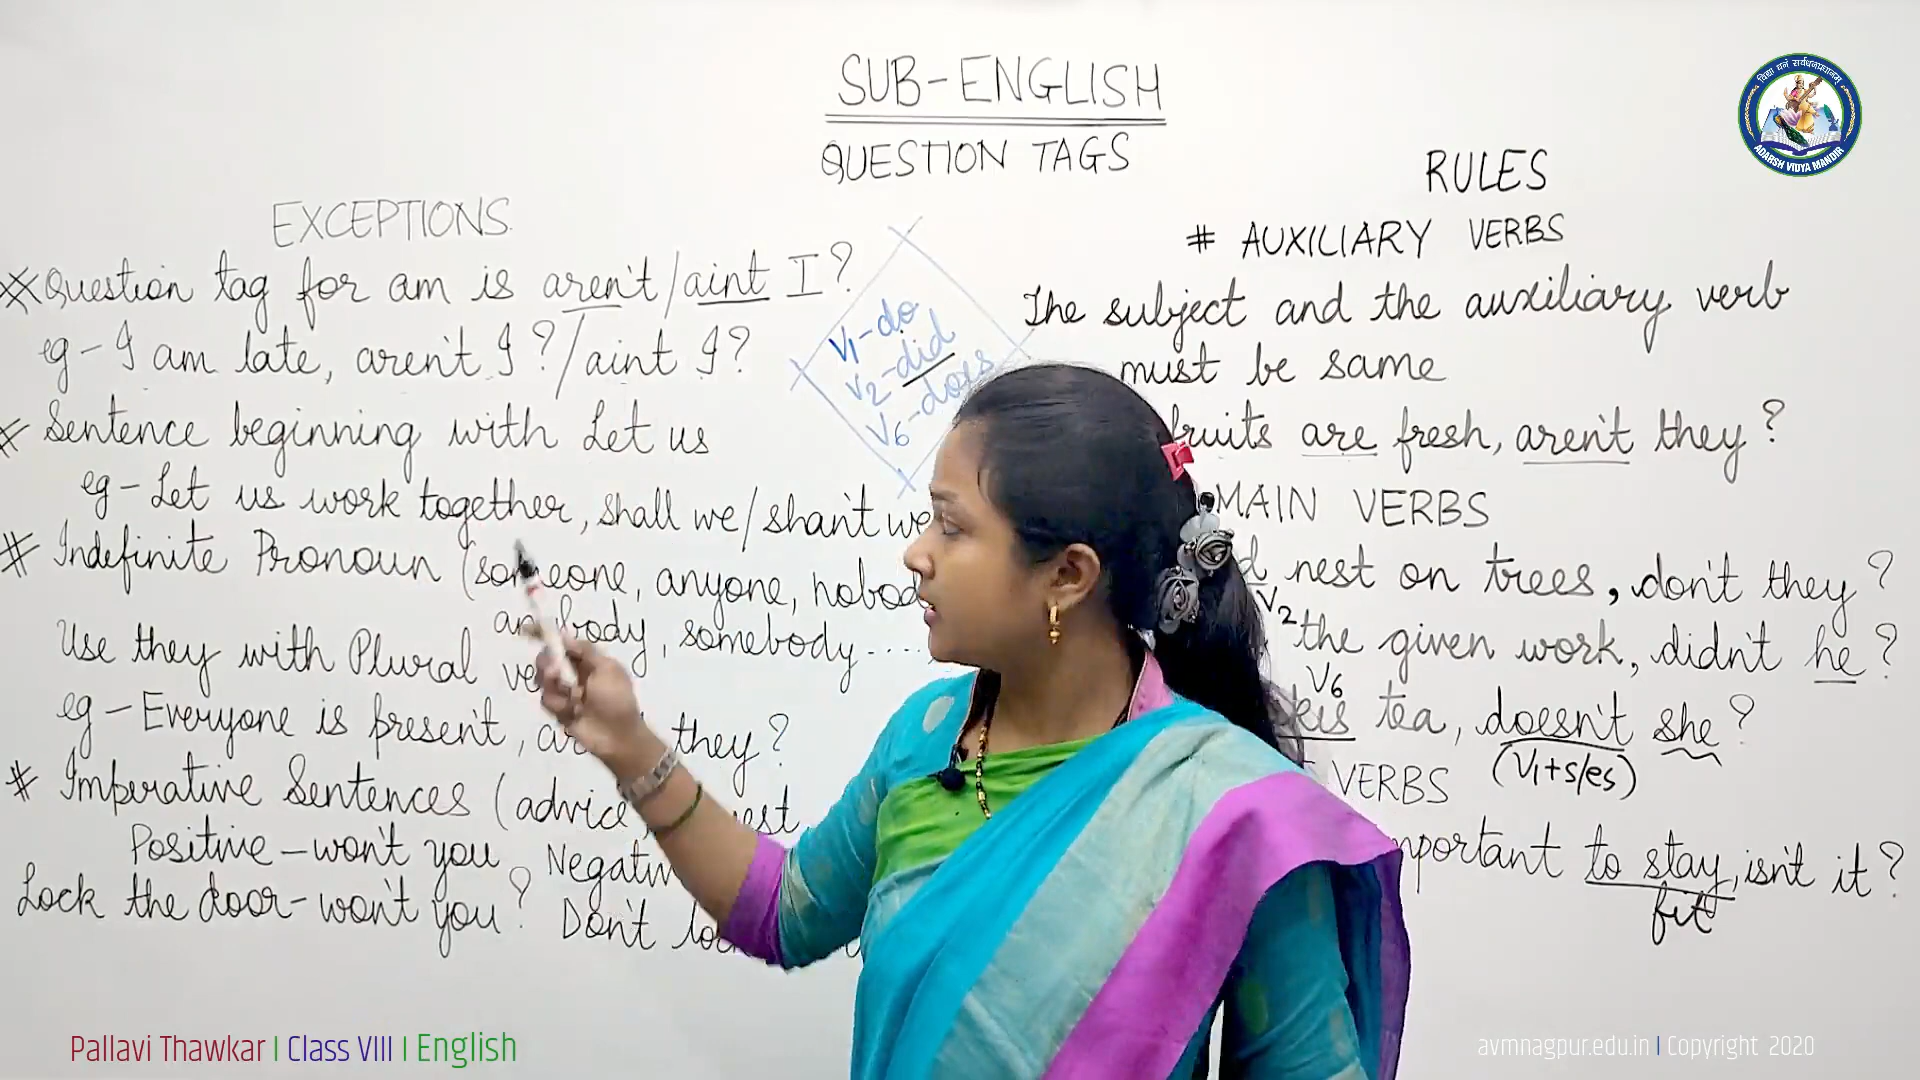 SUB-ENGLISH
QUESTION TAGS
विद्या धनं सर्वधनप्रधानम्
ADARSH VIDYA MANDIR
EXCEPTIONS
Question tag for am is aren't/aint I?
eg - I am late, aren't I?/aint I?
Sentence beginning with Let us
eg - Let us work together, shall we/shan't we
# Indefinite Pronoun (someone, anyone,
body, somebody.....
Use they with Plural
eg - Everyone is present, they?
# Imperative Sentences (advice,
Positive - won't you
Lock the door - won't you? Don't
V1-do
V2-did
V6-does
RULES
# AUXILIARY VERBS
The subject and the auxiliary verb
must be same
fruits are fresh, aren't they?
MAIN VERBS
nest on trees, don't they?
V2
the given work, didn't he?
V6
tea, doesn't she?
(V1+s/es)
VERBS
to stay, isn't it?
fit
Pallavi Thawkar | Class VIII | English
avmnagpur.edu.in | Copyright 2020